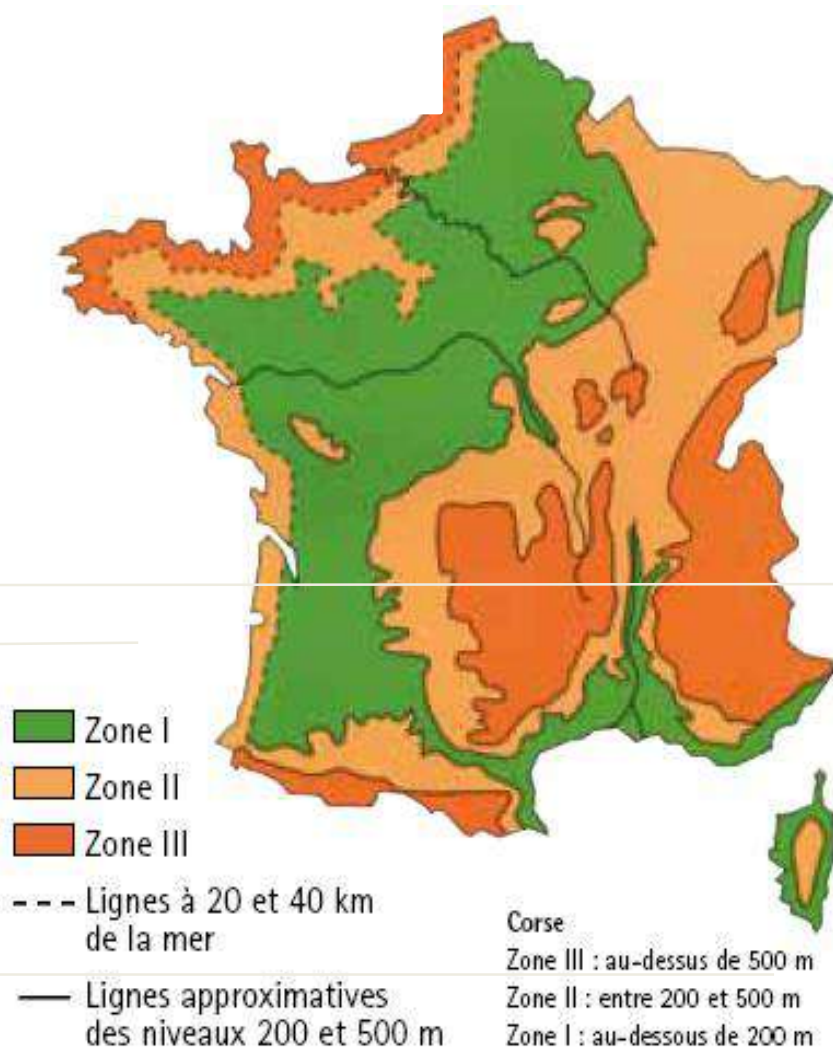 Zone I
Zone II
Zone III
Lignes à 20 et 40 km
de la mer
Lignes approximatives
des niveaux 200 et 500 m
Corse
Zone III : au-dessus de 500 m
Zone II : entre 200 et 500 m
Zone I : au-dessous de 200 m